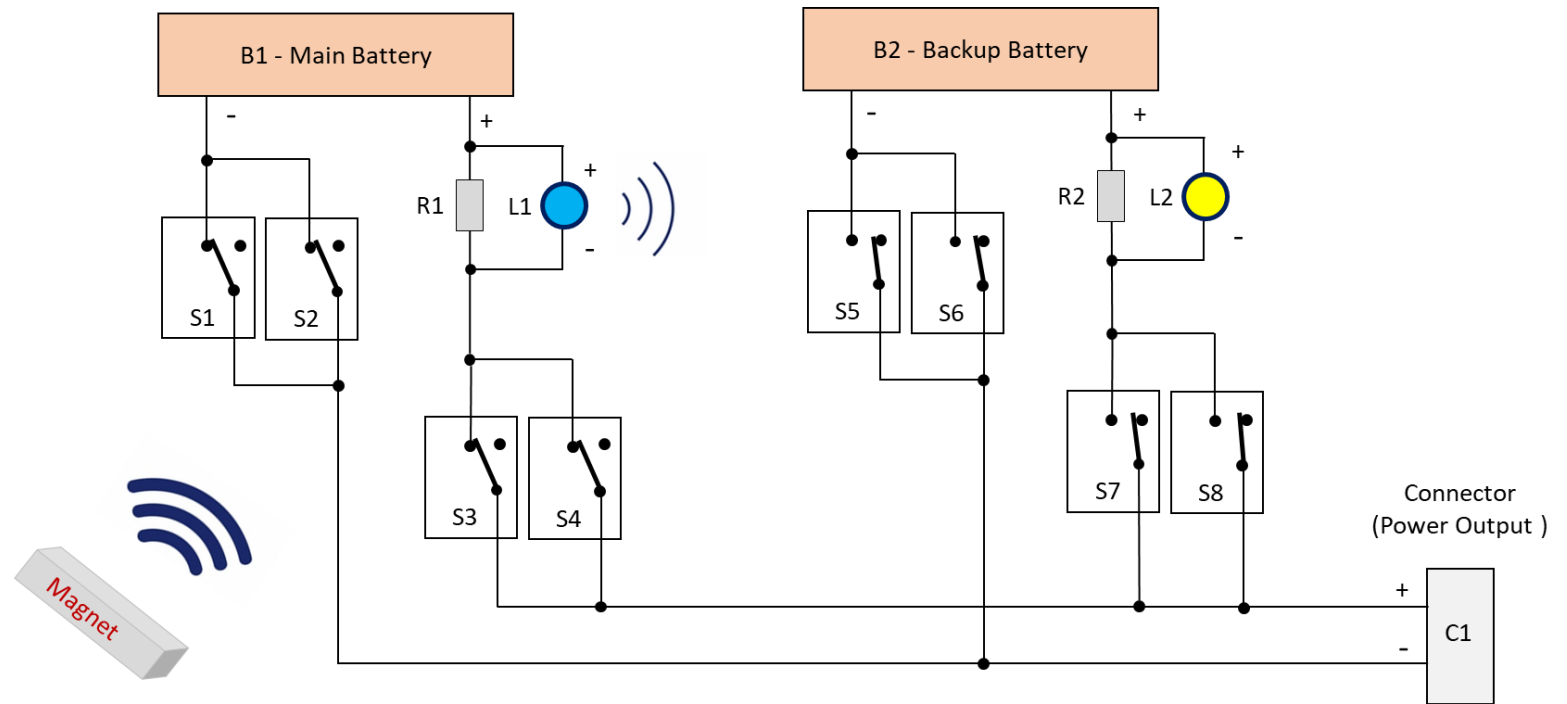 B1 - Main Battery
B2 - Backup Battery
-
+
-
+
+
R1
L1
-
+
R2
L2
-
S1
S2
S5
S6
S3
S4
S7
S8
Connector
(Power Output )
Magnet
+
C1
-